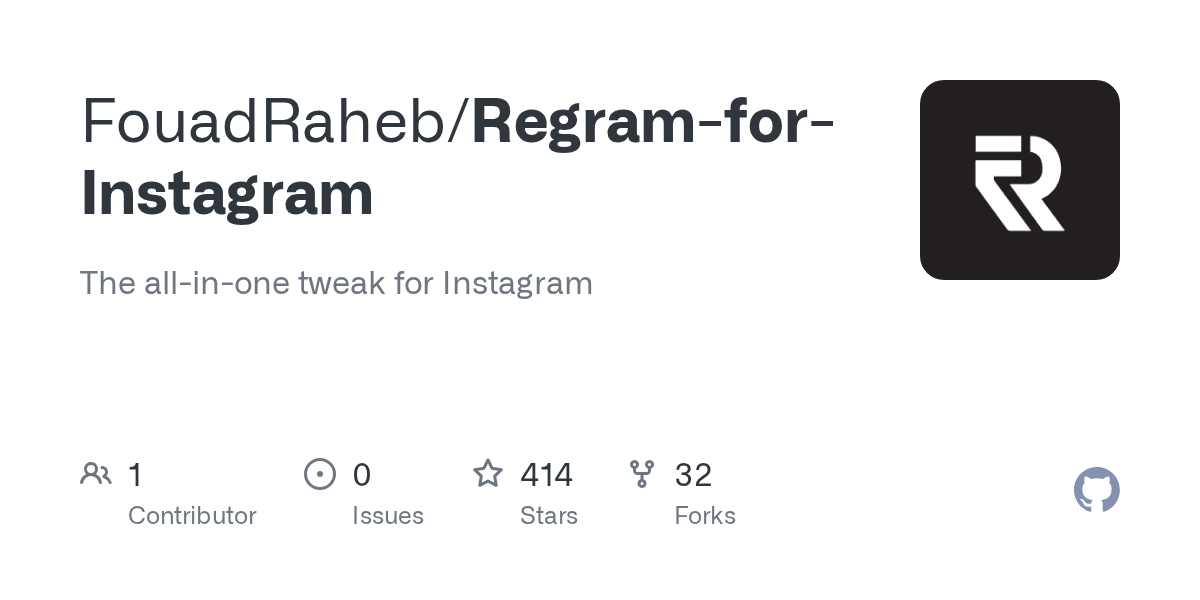 FouadRaheb/Regram-for-
Instagram
The all-in-one tweak for Instagram
1
Contributor
0
Issues
414
Stars
32
Forks